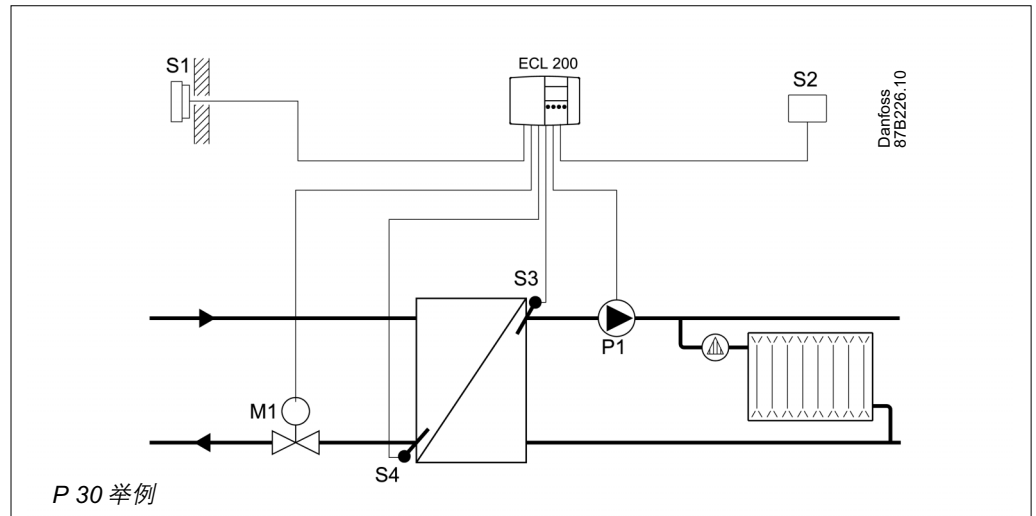 S1
ECL 200
S2
Danfoss
87B226.10
S3
P1
M1
S4
P 30 举例